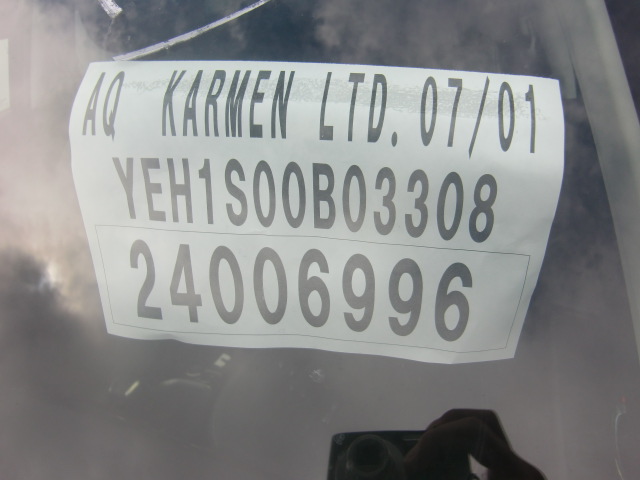 AQ KARMEN LTD. 07/01
YEH1S00B03308
24006996